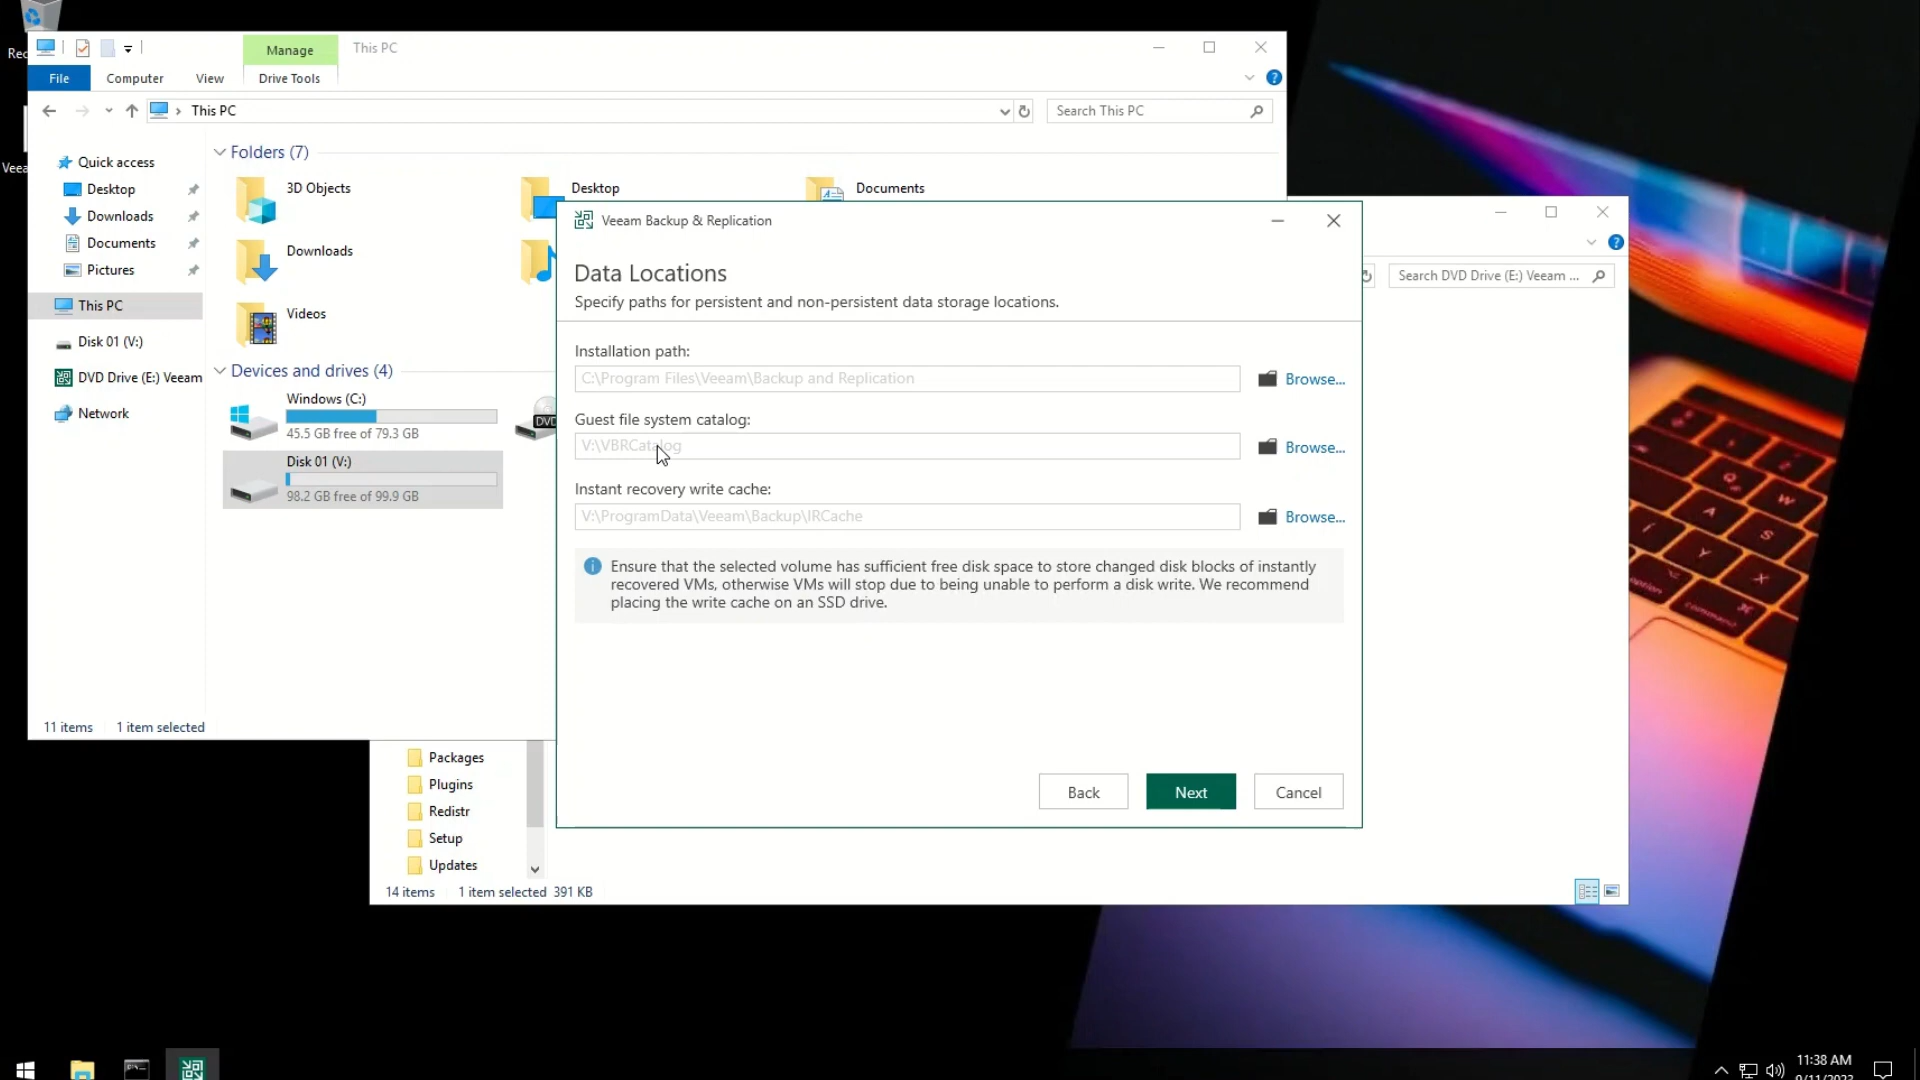 Manage
This PC
File
Computer
View
Drive Tools
This PC
Search This PC
Quick access
Desktop
Downloads
Documents
Pictures
This PC
Disk 01 (V:)
DVD Drive (E:) Veeam
Network
Folders (7)
3D Objects
Desktop
Documents
Downloads
Videos
Devices and drives (4)
Windows (C:)
45.5 GB free of 79.3 GB
Disk 01 (V:)
98.2 GB free of 99.9 GB
DVD
11 items
1 item selected
Search DVD Drive (E:) Veeam ...
Veeam Backup & Replication
Data Locations
Specify paths for persistent and non-persistent data storage locations.
Installation path:
C:\Program Files\Veeam\Backup and Replication
Browse...
Guest file system catalog:
V:\VBRCatalog
Browse...
Instant recovery write cache:
V:\ProgramData\Veeam\Backup\IRCache
Browse...
Ensure that the selected volume has sufficient free disk space to store changed disk blocks of instantly
recovered VMs, otherwise VMs will stop due to being unable to perform a disk write. We recommend
placing the write cache on an SSD drive.
Back
Next
Cancel
Packages
Plugins
Redistr
Setup
Updates
14 items
1 item selected 391 KB
option
command
11:38 AM